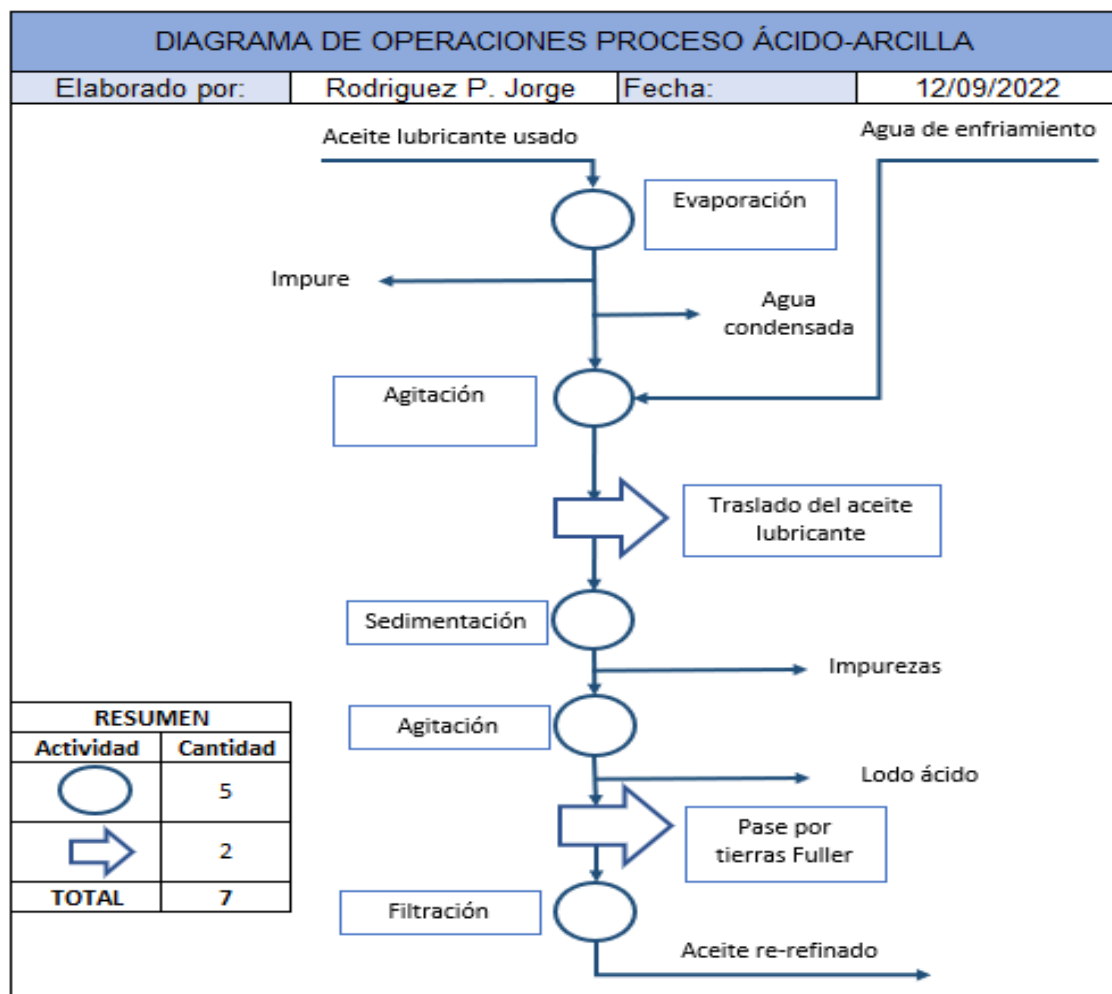 DIAGRAMA DE OPERACIONES PROCESO ÁCIDO-ARCILLA
Elaborado por: Rodriguez P. Jorge Fecha: 12/09/2022
Aceite lubricante usado
Agua de enfriamiento
Evaporación
Impure
Agua
condensada
Agitación
Traslado del aceite
lubricante
Sedimentación
Impurezas
Agitación
Lodo ácido
Pase por
tierras Fuller
Filtración
Aceite re-refinado
RESUMEN
Actividad Cantidad
5
2
TOTAL 7